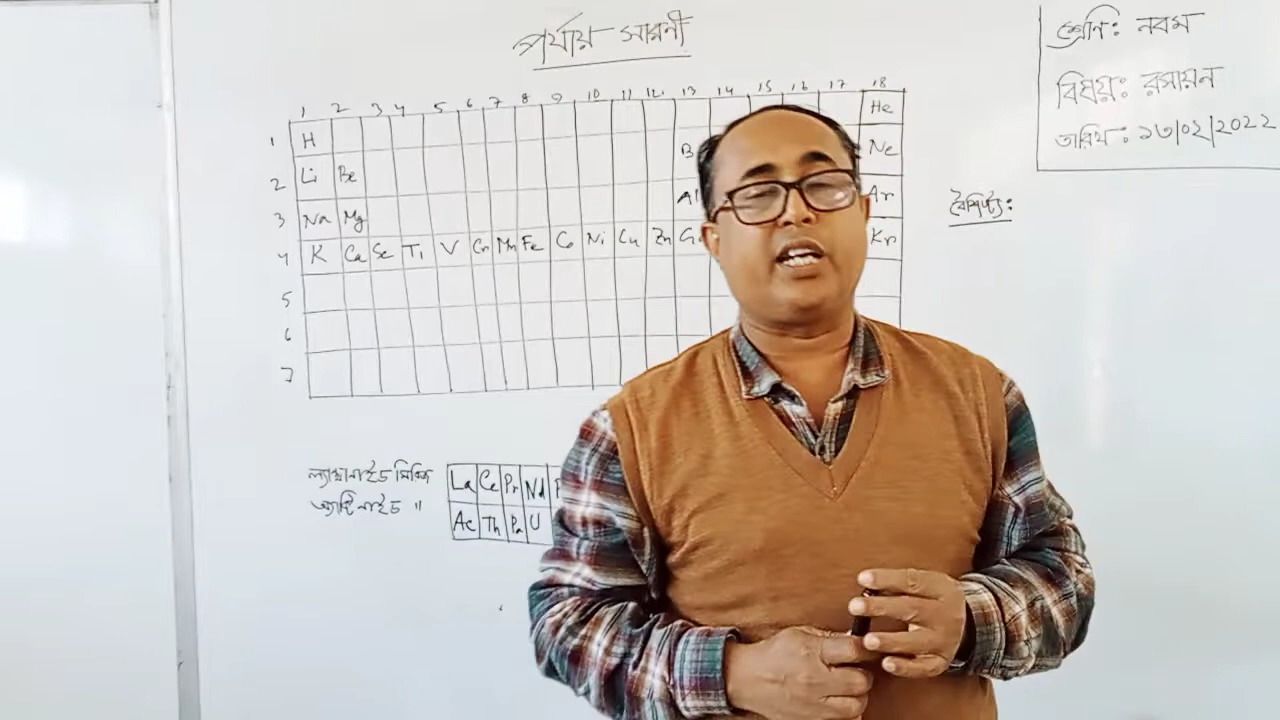 পর্যায় সারনী
শ্রেণি: নবম
বিষয়: রসায়ন
তারিখ: ১৩/০২/২০২২
বৈশিষ্ট্য:
1 2 3 4 5 6 7 8 9 10 11 12 13 14 15 16 17 18
1 H He
2 Li Be B Ne
3 Na Mg Al Ar
4 K Ca Sc Ti V Cr Mn Fe Co Ni Cu Zn Kr
5
6
7
ল্যান্থানাইড সিরিজ La Ce Pr Nd
অ্যাক্টিনাইড " Ac Th Pa U